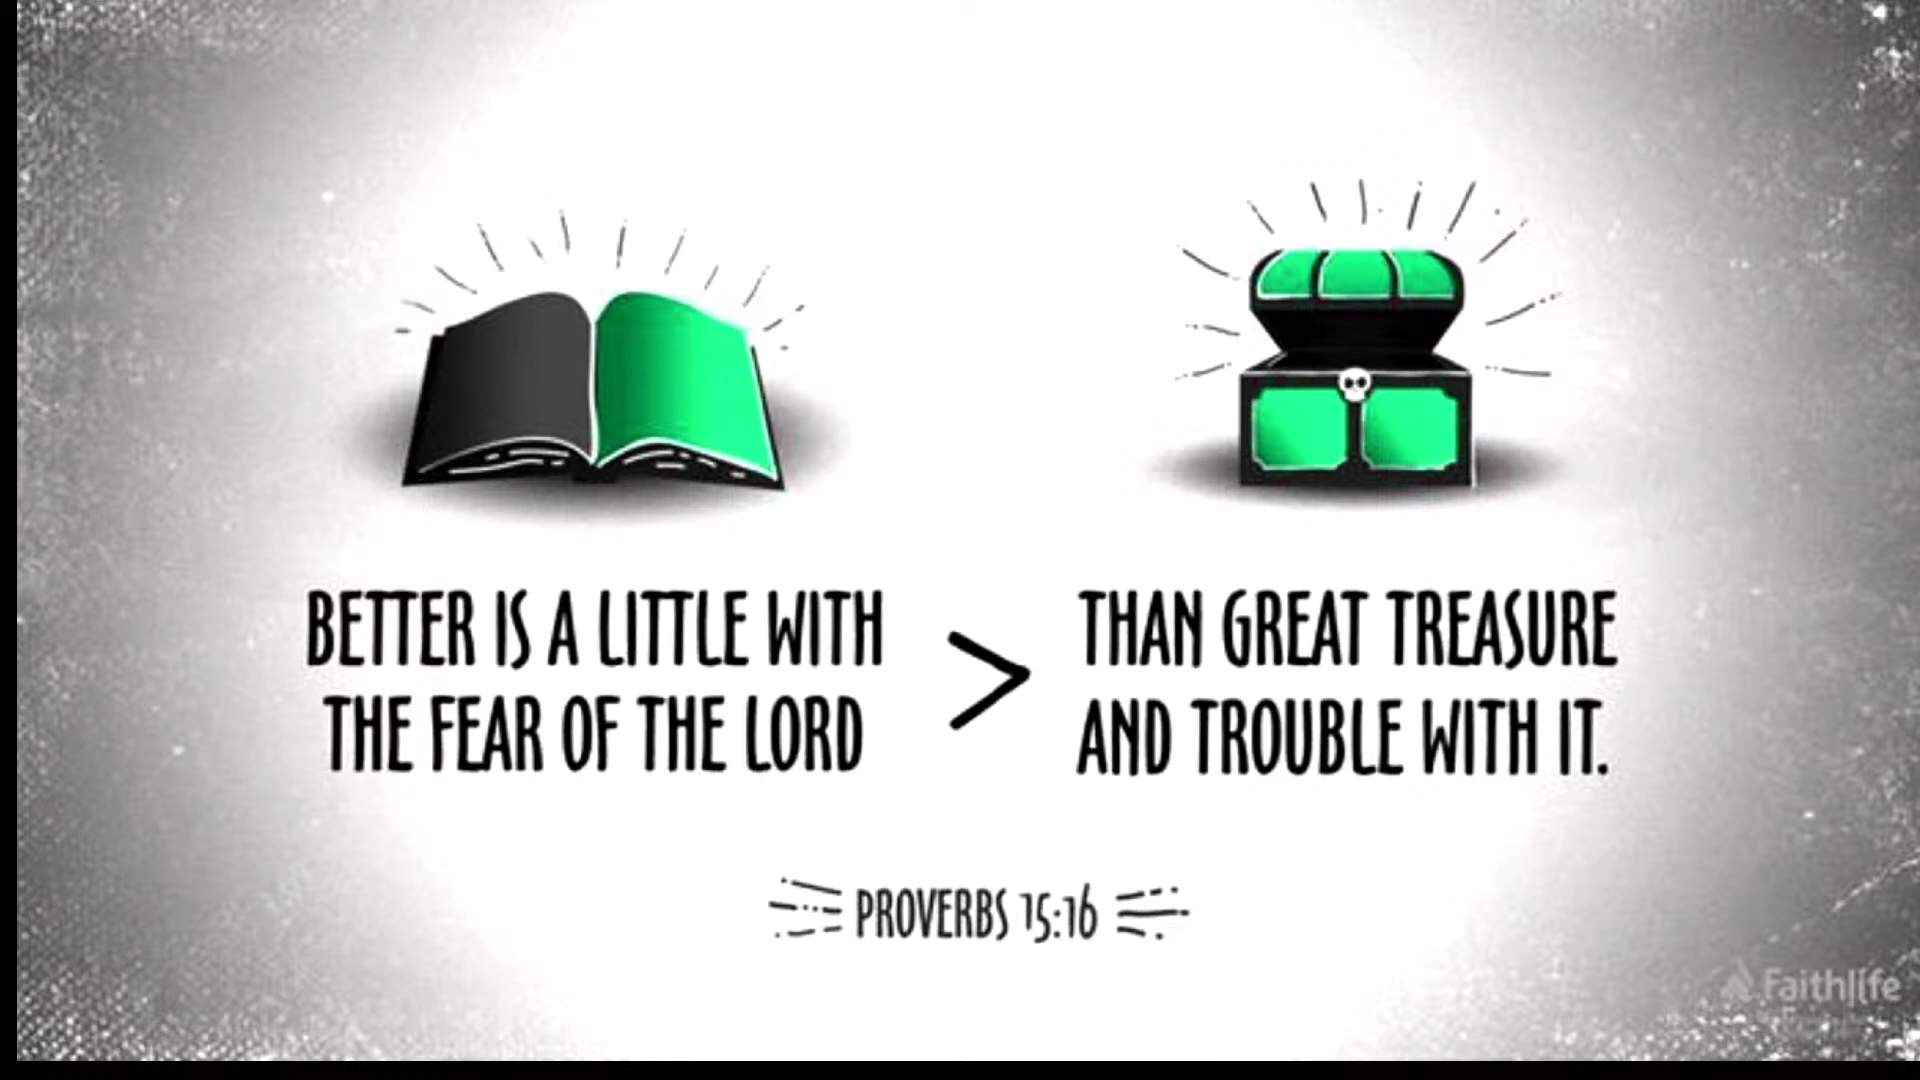 BETTER IS A LITTLE WITH
THE FEAR OF THE LORD
>
THAN GREAT TREASURE
AND TROUBLE WITH IT.
PROVERBS 15:16
Faithlife